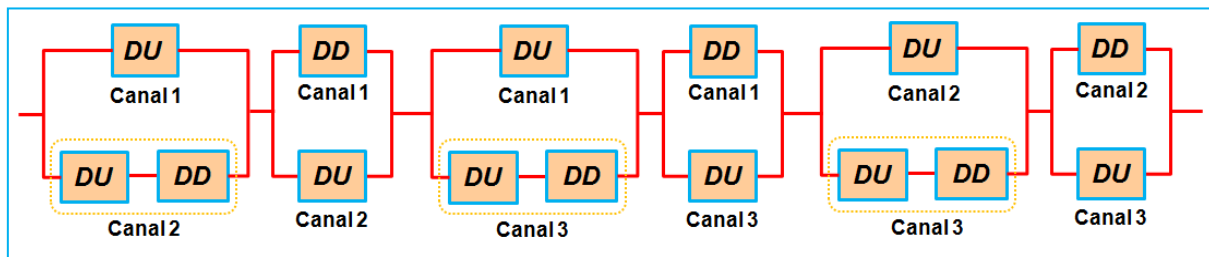 DU DD DU DD DU DD
Canal 1 Canal 1 Canal 1 Canal 1 Canal 2 Canal 2
DU DD DU DU DD DU DU DD DU
Canal 2 Canal 2 Canal 3 Canal 3 Canal 3 Canal 3